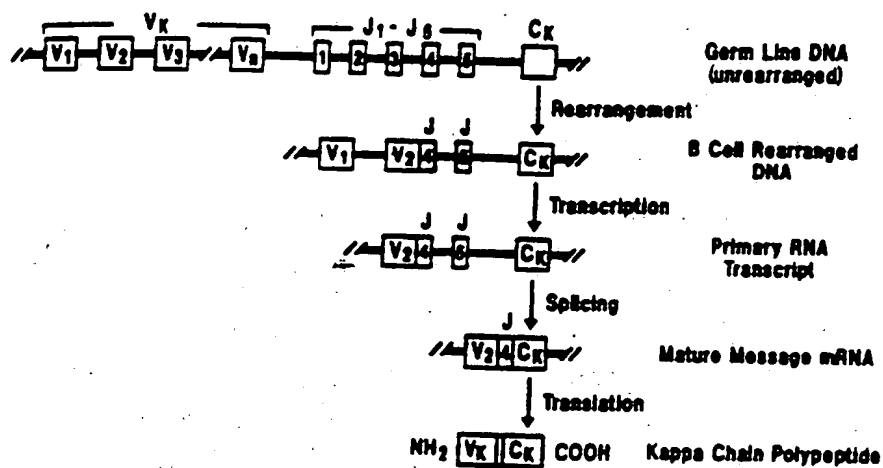 VK
J1 - J5
CK
V1 V2 V3 Vn 1 2 3 4 5
Germ Line DNA
(unrearranged)
Rearrangement
J J
V1 V2 4 5 CK
B Cell Rearranged
DNA
Transcription
J J
V2 4 5 CK
Primary RNA
Transcript
Splicing
J
V2 4 CK
Mature Message mRNA
Translation
NH2 VK CK COOH Kappa Chain Polypeptide